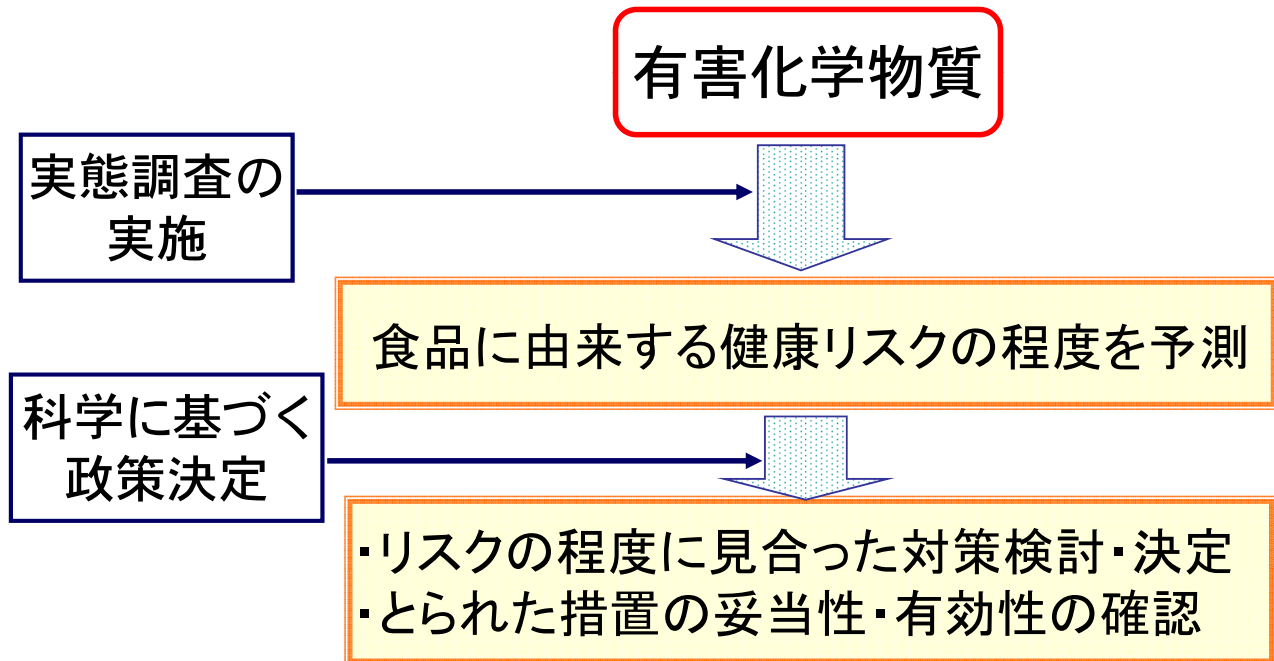 有害化学物質
実態調査の
実施
食品に由来する健康リスクの程度を予測
科学に基づく
政策決定
・リスクの程度に見合った対策検討・決定
・とられた措置の妥当性・有効性の確認